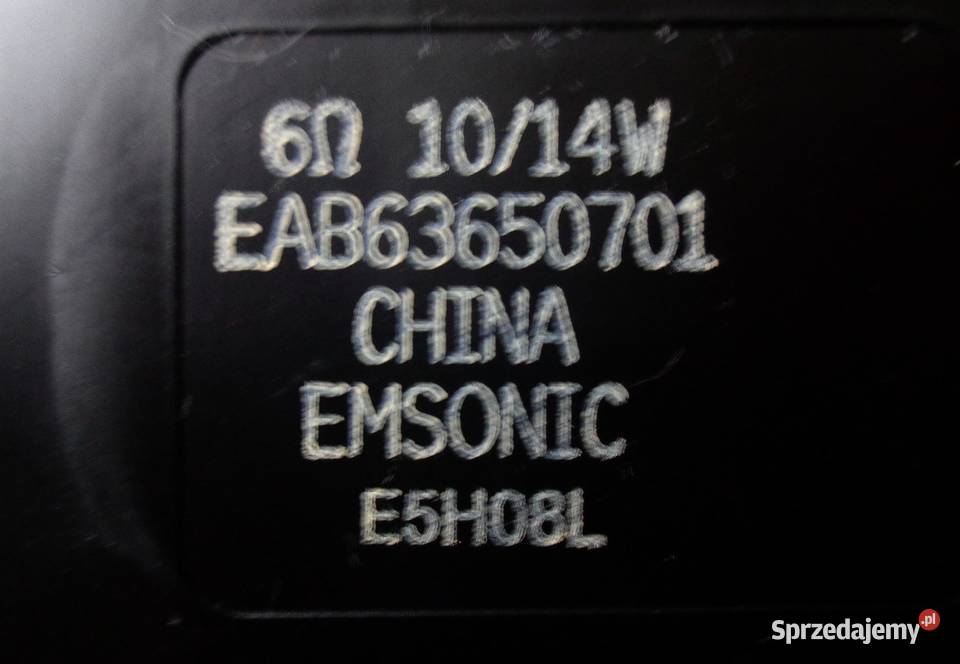 6Ω 10/14W
EAB63650701
CHINA
EMSONIC
E5H08L
Sprzedajemy.pl